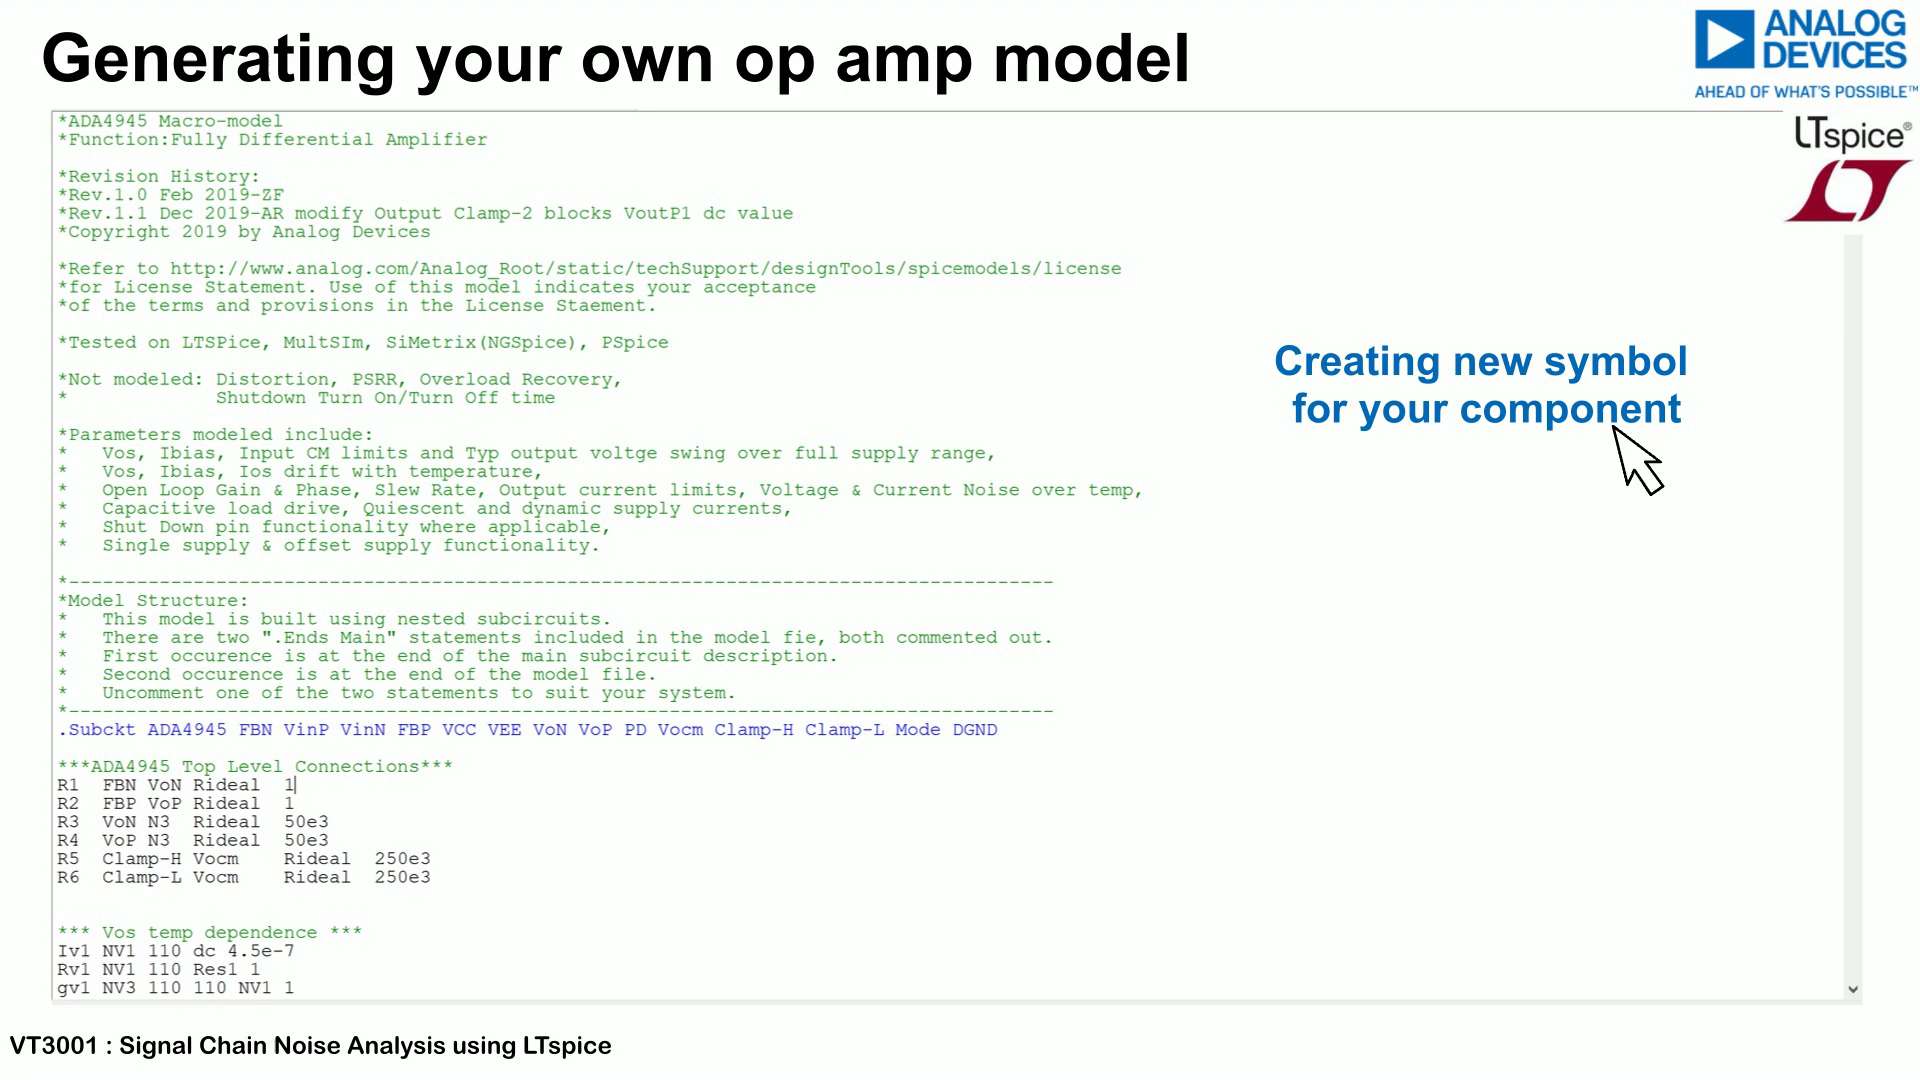 Generating your own op amp model
ANALOG
DEVICES
AHEAD OF WHAT'S POSSIBLE™
LTspice®
*ADA4945 Macro-model
*Function:Fully Differential Amplifier
*Revision History:
*Rev.1.0 Feb 2019-ZF
*Rev.1.1 Dec 2019-AR modify Output Clamp-2 blocks VoutP1 dc value
*Copyright 2019 by Analog Devices
*Refer to http://www.analog.com/Analog_Root/static/techSupport/designTools/spicemodels/license
*for License Statement. Use of this model indicates your acceptance
*of the terms and provisions in the License Staement.
*Tested on LTSPice, MultSIm, SiMetrix(NGSpice), PSpice
*Not modeled: Distortion, PSRR, Overload Recovery,
* Shutdown Turn On/Turn Off time
*Parameters modeled include:
* Vos, Ibias, Input CM limits and Typ output voltge swing over full supply range,
* Vos, Ibias, Ios drift with temperature,
* Open Loop Gain & Phase, Slew Rate, Output current limits, Voltage & Current Noise over temp,
* Capacitive load drive, Quiescent and dynamic supply currents,
* Shut Down pin functionality where applicable,
* Single supply & offset supply functionality.
*---------------------------------------------------------------------------------------
*Model Structure:
* This model is built using nested subcircuits.
* There are two ".Ends Main" statements included in the model fie, both commented out.
* First occurence is at the end of the main subcircuit description.
* Second occurence is at the end of the model file.
* Uncomment one of the two statements to suit your system.
*---------------------------------------------------------------------------------------
.Subckt ADA4945 FBN VinP VinN FBP VCC VEE VoN VoP PD Vocm Clamp-H Clamp-L Mode DGND
***ADA4945 Top Level Connections***
R1 FBN VoN Rideal 1
R2 FBP VoP Rideal 1
R3 VoN N3 Rideal 50e3
R4 VoP N3 Rideal 50e3
R5 Clamp-H Vocm Rideal 250e3
R6 Clamp-L Vocm Rideal 250e3
*** Vos temp dependence ***
Iv1 NV1 110 dc 4.5e-7
Rv1 NV1 110 Res1 1
gv1 NV3 110 110 NV1 1
Creating new symbol
for your component
VT3001 : Signal Chain Noise Analysis using LTspice